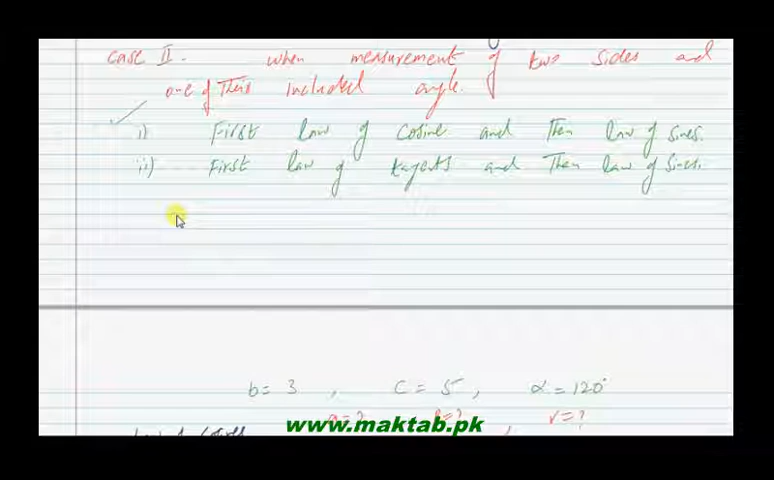 Case II. when measurement of two sides and
one of Their included angle.
i) First law of cosine and Then law of sines.
ii) First law of tagents and Then law of Sines.
b = 3 , C = 5 , α = 120°
a = ? β = ? , γ = ?
www.maktab.pk